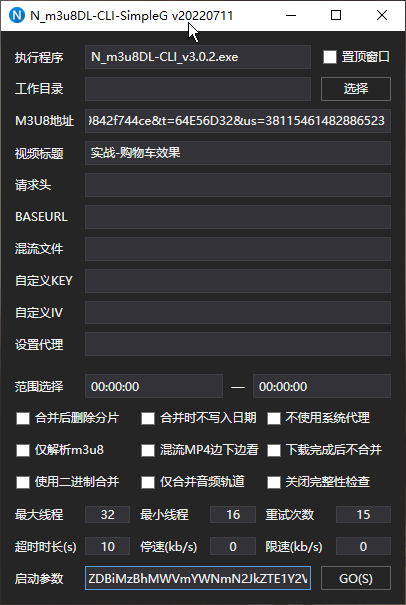 N_m3u8DL-CLI-SimpleG v20220711
执行程序 N_m3u8DL-CLI_v3.0.2.exe 置顶窗口
工作目录 选择
M3U8地址 9842f744ce&t=64E56D32&us=38115461482886523
视频标题 实战-购物车效果
请求头
BASEURL
混流文件
自定义KEY
自定义IV
设置代理
范围选择 00:00:00 — 00:00:00
合并后删除分片 合并时不写入日期 不使用系统代理
仅解析m3u8 混流MP4边下边看 下载完成后不合并
使用二进制合并 仅合并音频轨道 关闭完整性检查
最大线程 32 最小线程 16 重试次数 15
超时时长(s) 10 停速(kb/s) 0 限速(kb/s) 0
启动参数 ZDBiMzBhMWVmYWNmN2JkZTE1Y2V GO(S)